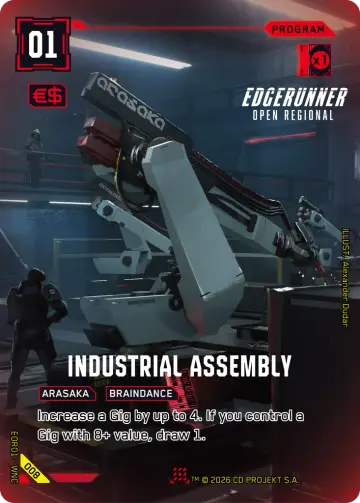 01
PROGRAM
x1
€$
EDGERUNNER
OPEN REGIONAL
ARASAKA
ILLUST. Alexander Dudar
INDUSTRIAL ASSEMBLY
ARASAKA
BRAINDANCE
Increase a Gig by up to 4. If you control a
Gig with 8+ value, draw 1.
EOR01 WNC
008
™ © 2026 CD PROJEKT S.A.